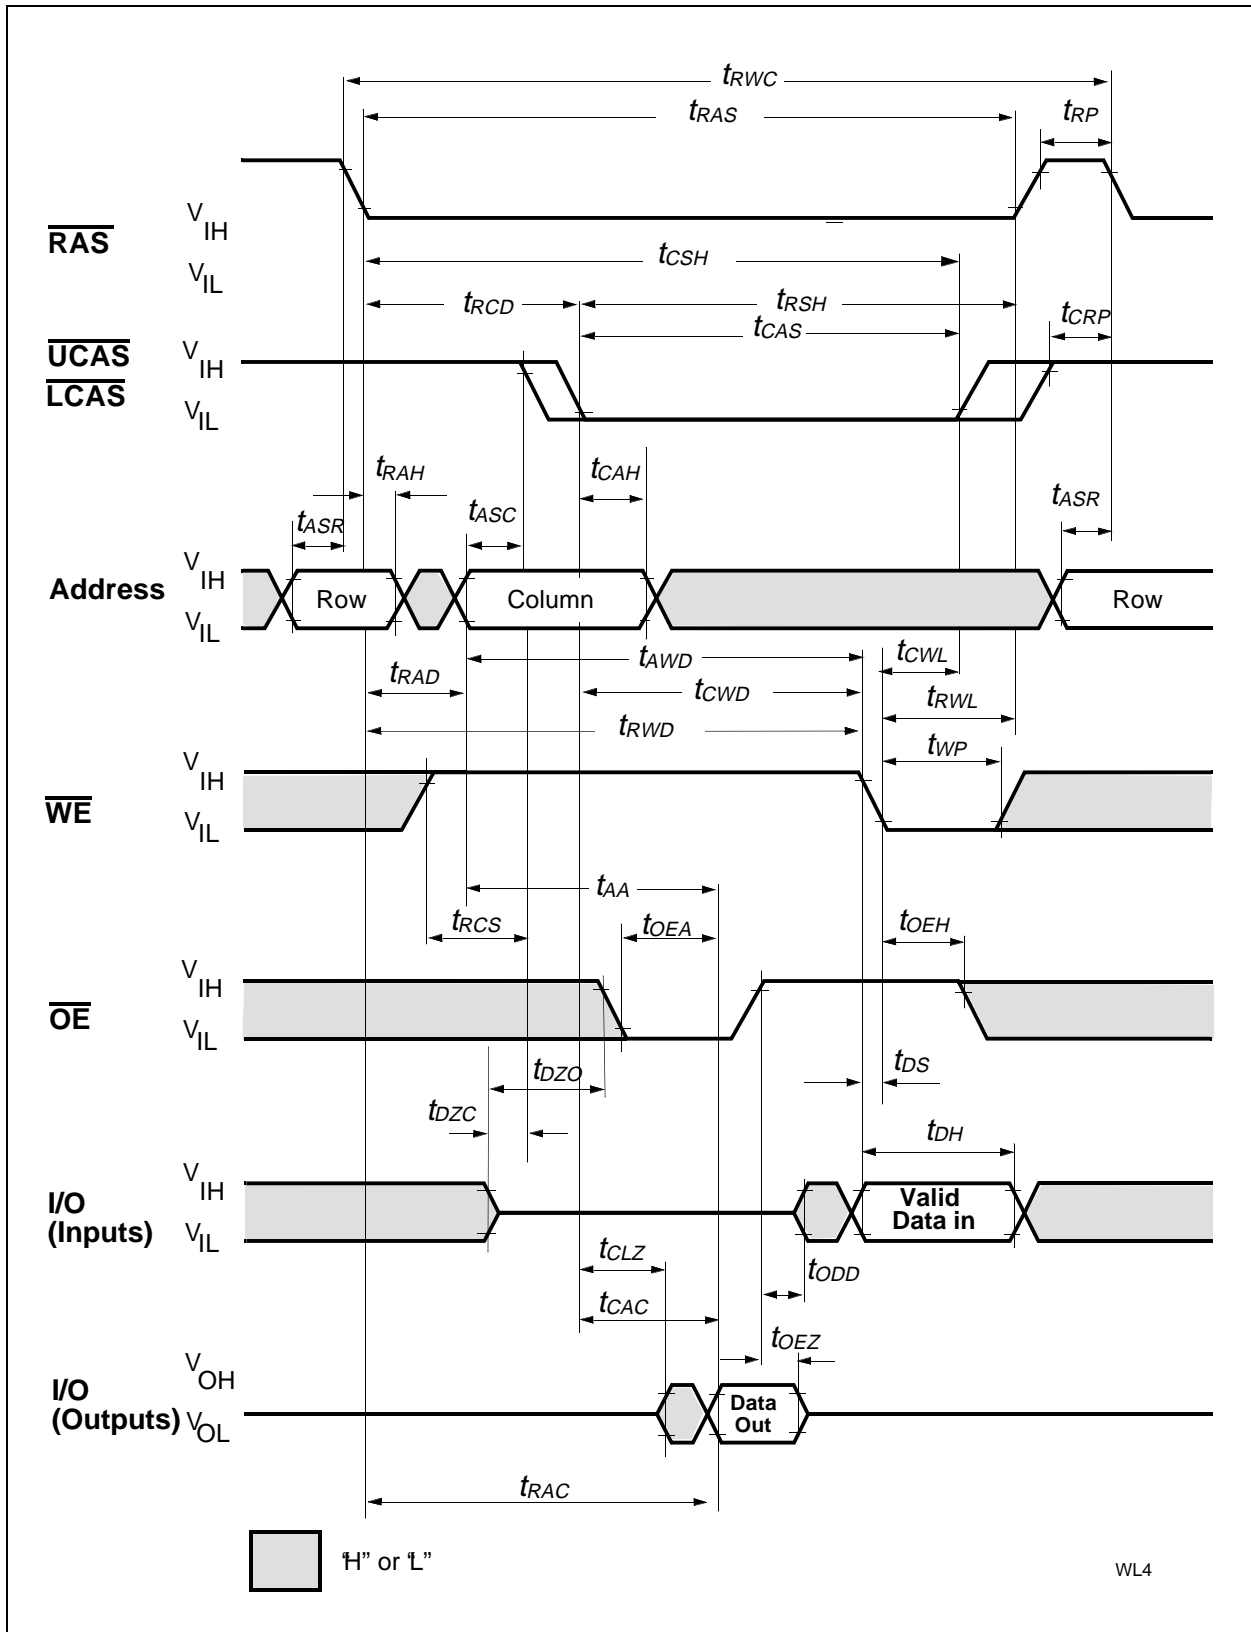 tRWC
tRAS
tRP
VIH
RAS
VIL
tCSH
tRCD
tRSH
tCRP
tCAS
UCAS
VIH
LCAS
VIL
tRAH
tCAH
tASR
tASC
tASR
VIH
Address
Row
Column
Row
VIL
tAWD
tCWL
tRAD
tCWD
tRWL
tRWD
tWP
VIH
WE
VIL
tAA
tRCS
tOEA
tOEH
VIH
OE
VIL
tDZO
tDS
tDZC
tDH
VIH
I/O
(Inputs)
VIL
Valid
Data in
tCLZ
tODD
tCAC
tOEZ
VOH
I/O
(Outputs)
VOL
Data
Out
tRAC
“H” or “L”
WL4